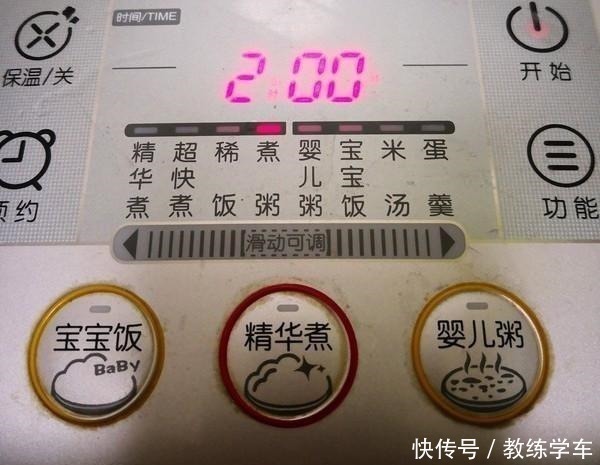 时间/TIME
保温/关
2:00
开始
预约
精华煮
超快煮
稀饭
煮粥
婴儿粥
宝宝饭
米汤
蛋羹
功能
滑动可调
宝宝饭
BaBy
精华煮
婴儿粥
快传号 / 教练学车